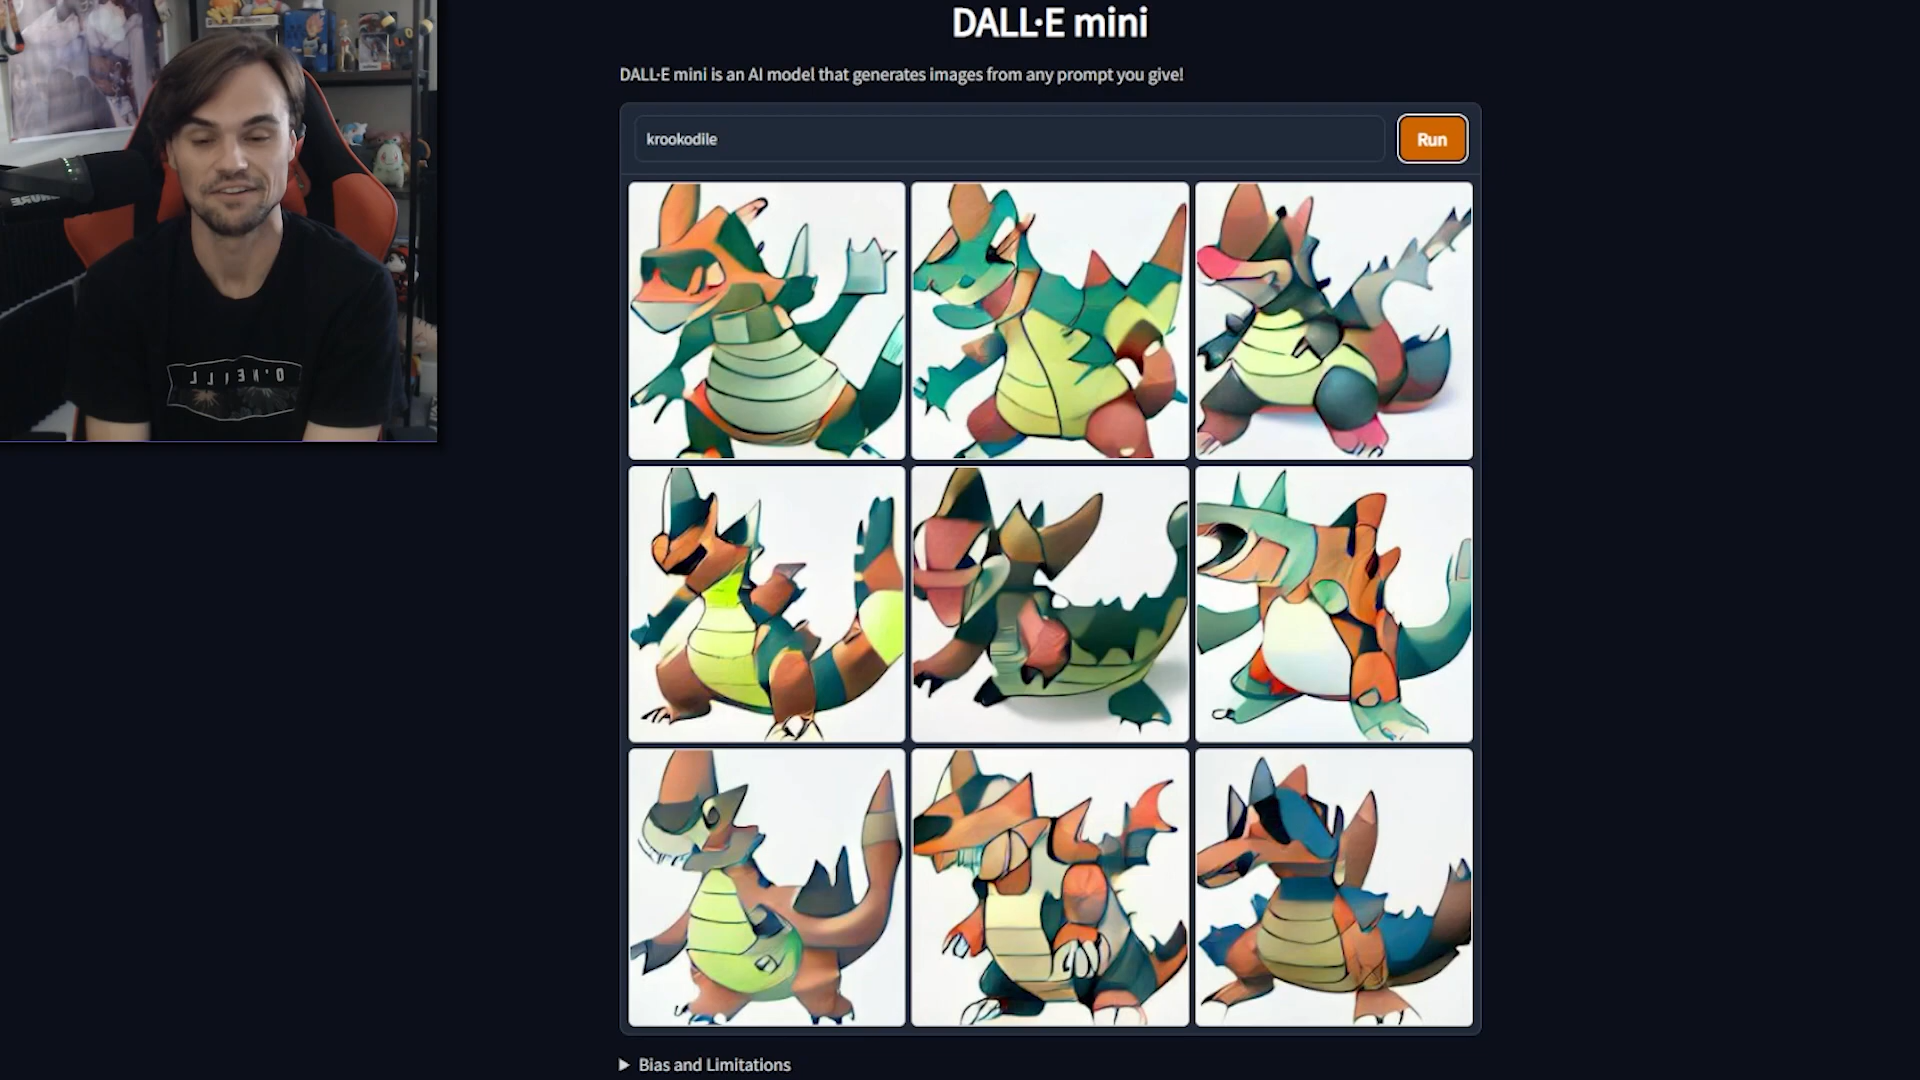 DALL·E mini
DALL·E mini is an AI model that generates images from any prompt you give!
krookodile
Run
O'NEILL
Bias and Limitations